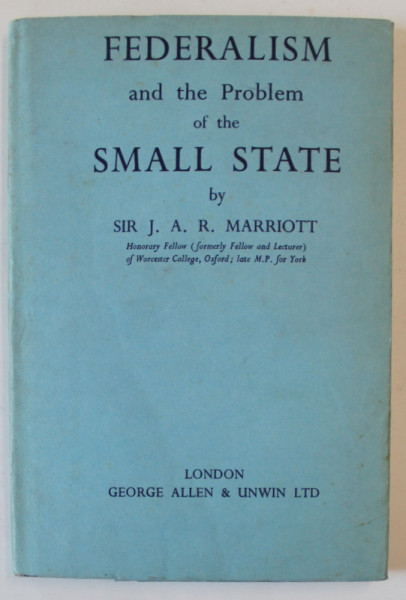 FEDERALISM
and the Problem
of the
SMALL STATE
by
SIR J. A. R. MARRIOTT
Honorary Fellow (formerly Fellow and Lecturer)
of Worcester College, Oxford; late M.P. for York
LONDON
GEORGE ALLEN & UNWIN LTD